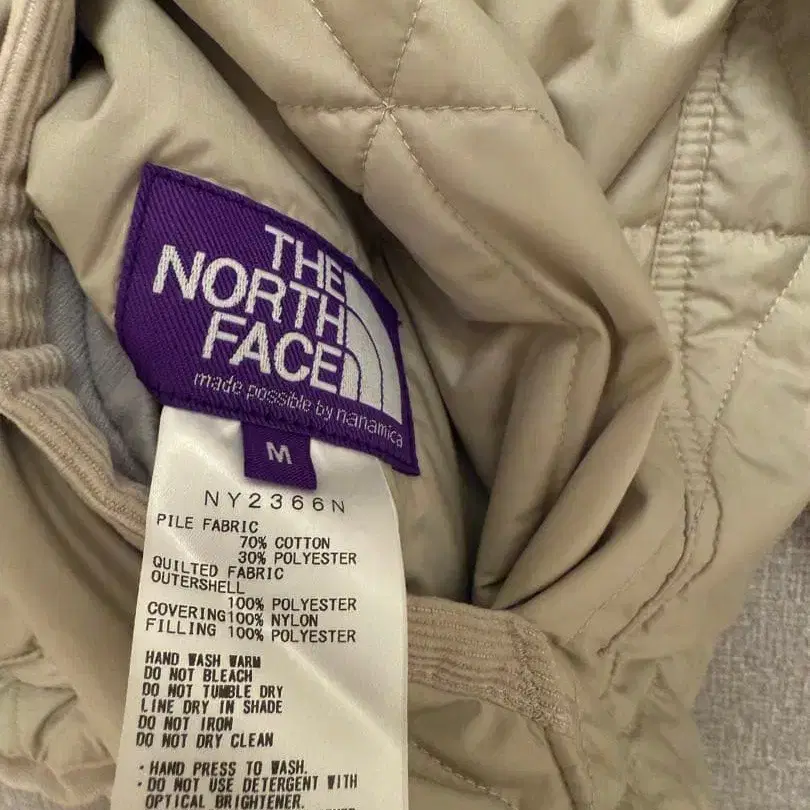 THE
NORTH
FACE
made possible by nanamica
M
NY2366N
PILE FABRIC
70% COTTON
30% POLYESTER
QUILTED FABRIC
OUTERSHELL
100% POLYESTER
COVERING 100% NYLON
FILLING 100% POLYESTER
HAND WASH WARM
DO NOT BLEACH
DO NOT TUMBLE DRY
LINE DRY IN SHADE
DO NOT IRON
DO NOT DRY CLEAN
・HAND PRESS TO WASH.
・DO NOT USE DETERGENT WITH
OPTICAL BRIGHTENER.